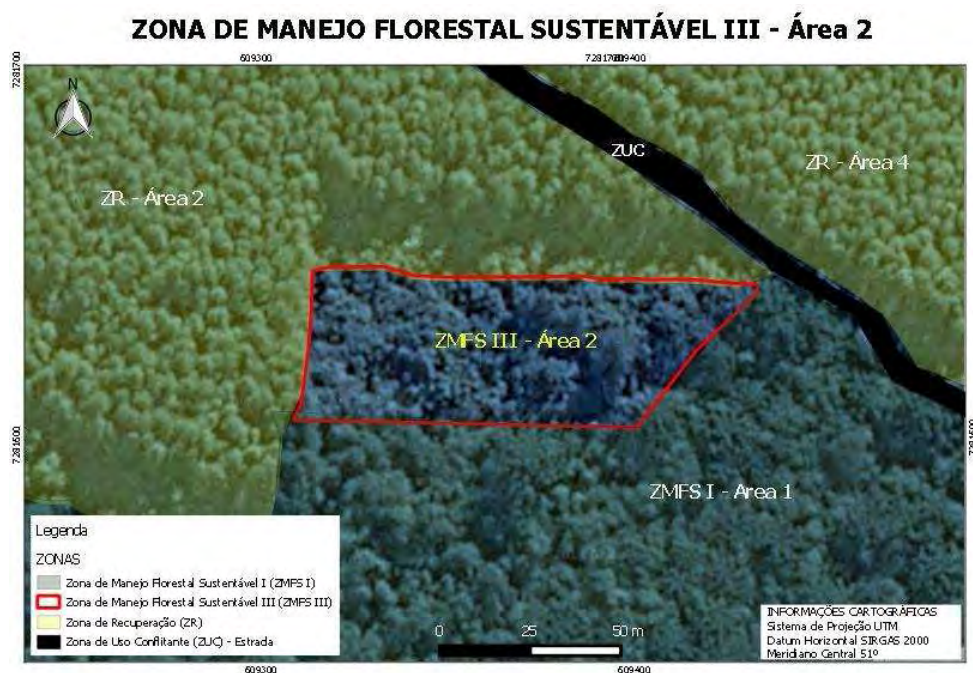 ZONA DE MANEJO FLORESTAL SUSTENTÁVEL III - Área 2
609300
7281700
609400
7281700
N
ZUC
ZR - Área 4
ZR - Área 2
ZMFS III - Área 2
7281600
ZMFS I - Area 1
Legenda
ZONAS
Zona de Manejo Florestal Sustentável I (ZMFS I)
Zona de Manejo Florestal Sustentável III (ZMFS III)
Zona de Recuperação (ZR)
Zona de Uso Conflitante (ZUC) - Estrada
0 25 50 m
INFORMAÇÕES CARTOGRÁFICAS
Sistema de Projeção UTM
Datum Horizontal SIRGAS 2000
Meridiano Central 51º
609300
609400